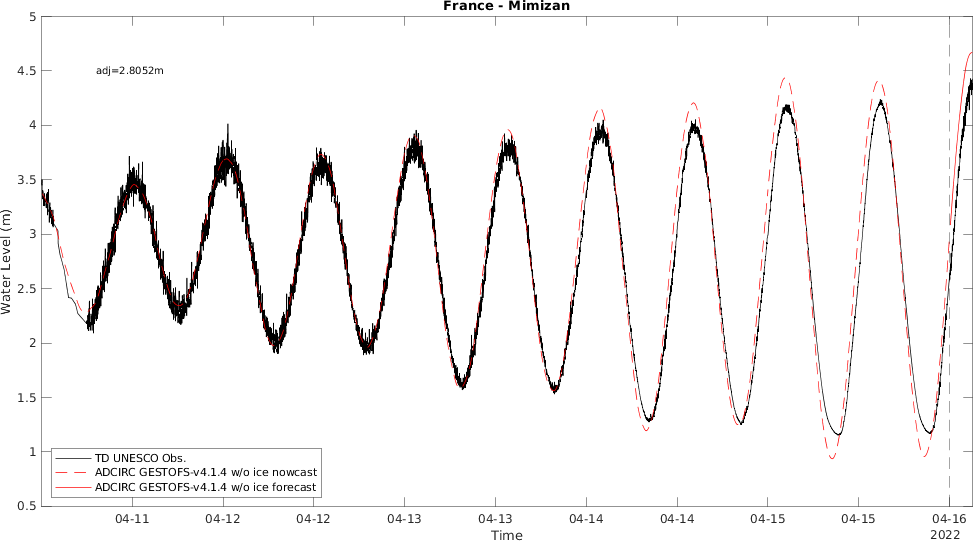 France - Mimizan
5
4.5
4
3.5
3
2.5
2
1.5
1
0.5
Water Level (m)
adj=2.8052m
TD UNESCO Obs.
ADCIRC GESTOFS-v4.1.4 w/o ice nowcast
ADCIRC GESTOFS-v4.1.4 w/o ice forecast
04-11 04-12 04-12 04-13 04-13 04-14 04-14 04-15 04-15 04-16
2022
Time